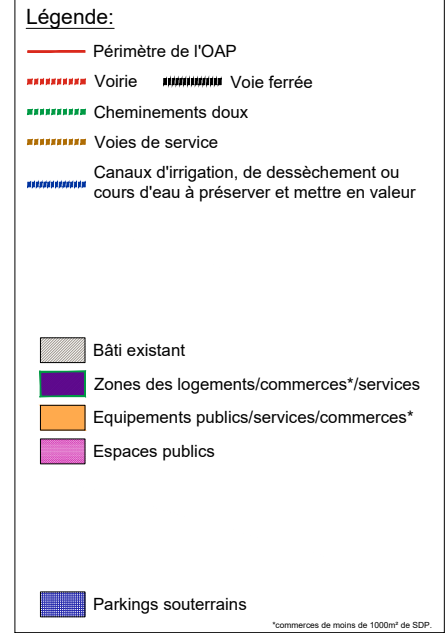 Légende:
Périmètre de l'OAP
Voirie Voie ferrée
Cheminements doux
Voies de service
Canaux d'irrigation, de dessèchement ou
cours d'eau à préserver et mettre en valeur
Bâti existant
Zones des logements/commerces*/services
Equipements publics/services/commerces*
Espaces publics
Parkings souterrains
*commerces de moins de 1000m² de SDP.